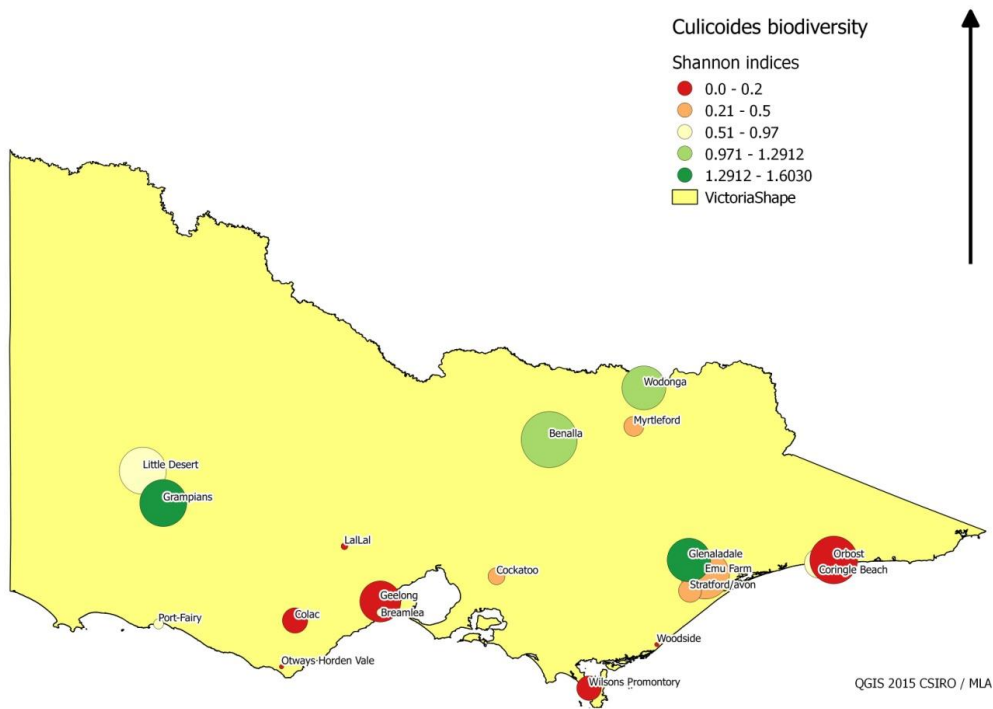 Culicoides biodiversity
Shannon indices
0.0 - 0.2
0.21 - 0.5
0.51 - 0.97
0.971 - 1.2912
1.2912 - 1.6030
VictoriaShape
Wodonga
Myrtleford
Benalla
Little Desert
Grampians
LalLal
Glenaladale
Orbost
Emu Farm
Coringle Beach
Cockatoo
Stratford/avon
Geelong
Breamlea
Colac
Port-Fairy
Woodside
Otways-Horden Vale
Wilsons Promontory
QGIS 2015 CSIRO / MLA